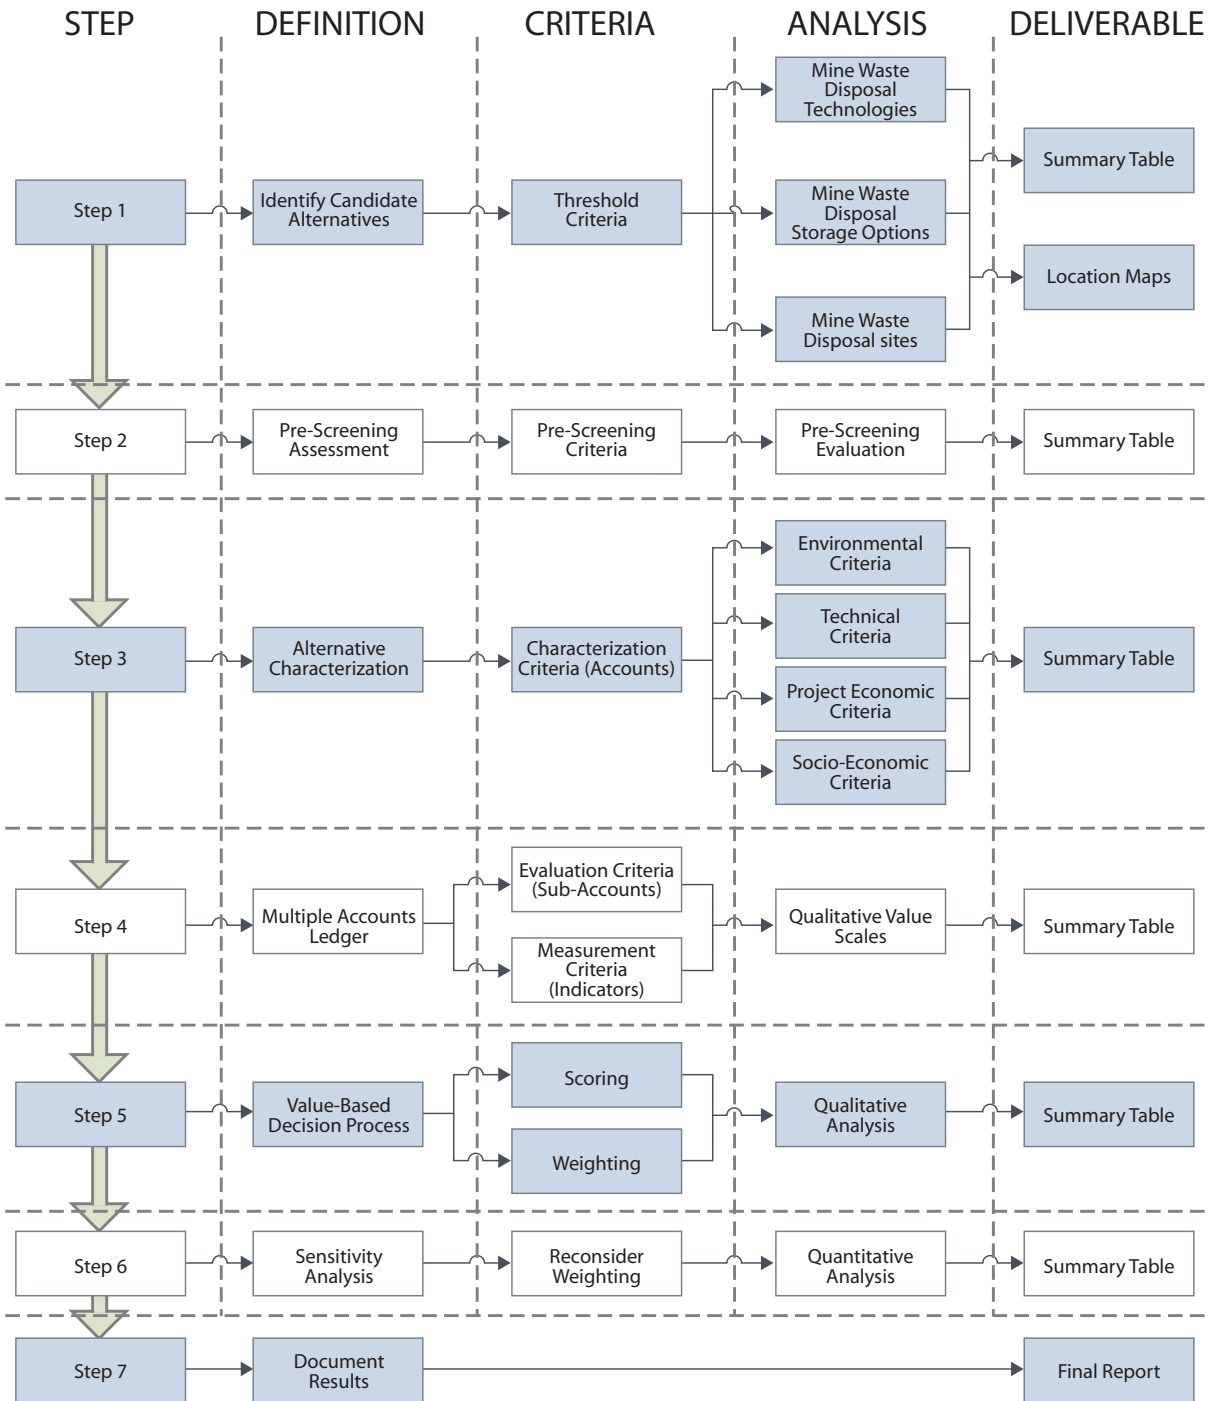 STEP
DEFINITION
CRITERIA
ANALYSIS
DELIVERABLE
Step 1
Identify Candidate
Alternatives
Threshold
Criteria
Mine Waste
Disposal
Technologies
Mine Waste
Disposal
Storage Options
Mine Waste
Disposal sites
Summary Table
Location Maps
Step 2
Pre-Screening
Assessment
Pre-Screening
Criteria
Pre-Screening
Evaluation
Summary Table
Step 3
Alternative
Characterization
Characterization
Criteria (Accounts)
Environmental
Criteria
Technical
Criteria
Project Economic
Criteria
Socio-Economic
Criteria
Summary Table
Step 4
Multiple Accounts
Ledger
Evaluation Criteria
(Sub-Accounts)
Measurement
Criteria
(Indicators)
Qualitative Value
Scales
Summary Table
Step 5
Value-Based
Decision Process
Scoring
Weighting
Qualitative
Analysis
Summary Table
Step 6
Sensitivity
Analysis
Reconsider
Weighting
Quantitative
Analysis
Summary Table
Step 7
Document
Results
Final Report